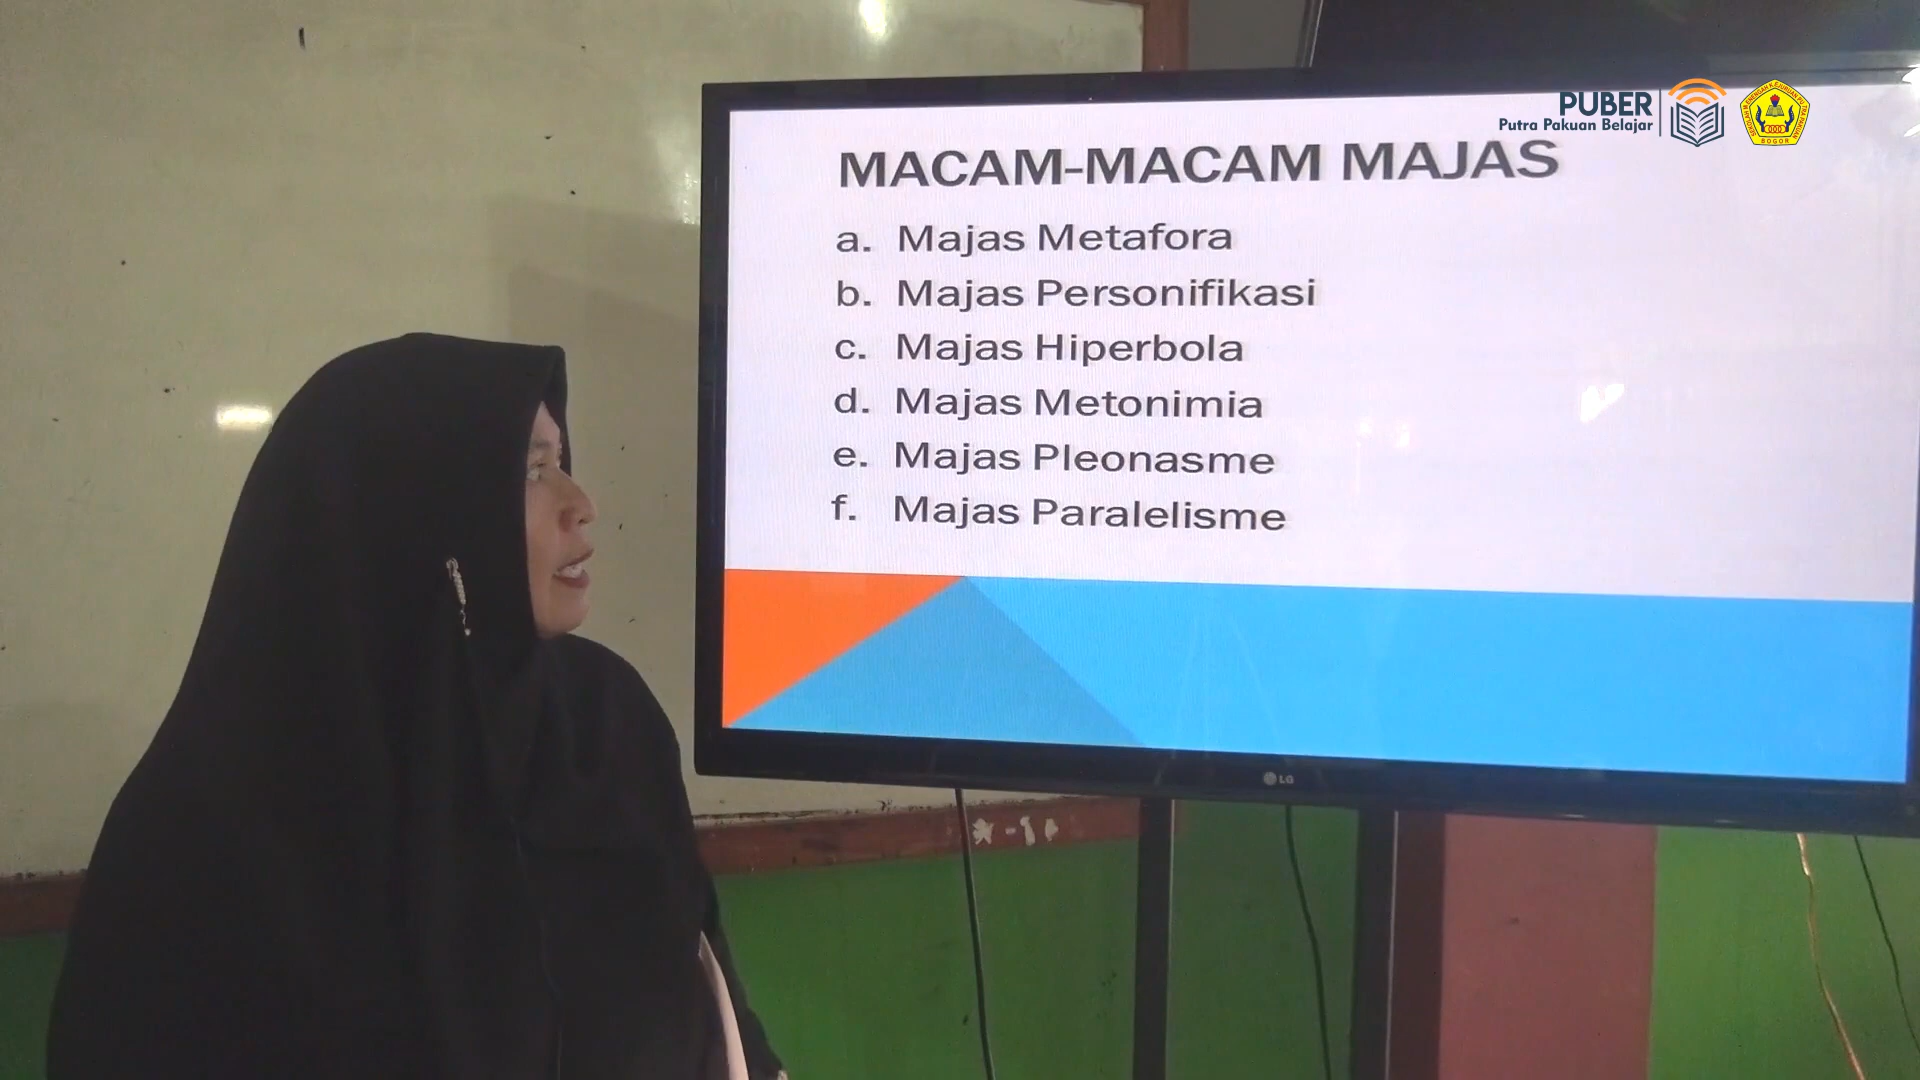 PUBER
Putra Pakuan Belajar
MACAM-MACAM MAJAS
a. Majas Metafora
b. Majas Personifikasi
c. Majas Hiperbola
d. Majas Metonimia
e. Majas Pleonasme
f. Majas Paralelisme
BOGOR
LG